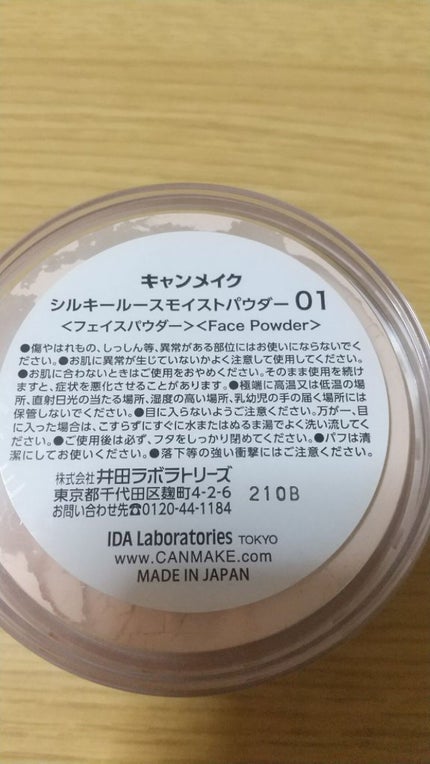 キャンメイク
シルキールースモイストパウダー 01
<フェイスパウダー><Face Powder>
●傷やはれもの、しっしん等、異常がある部位にはお使いにならないでく
ださい。●お肌に異常が生じていないかよく注意して使用してください。
●お肌に合わないときはご使用をおやめください。そのまま使用を続け
ますと、症状を悪化させることがあります。●極端に高温又は低温の場
所、直射日光の当たる場所、湿度の高い場所、乳幼児の手の届く場所には
保管しないでください。●目に入らないようご注意ください。万が一、目
に入った場合は、こすらずにすぐに水またはぬるま湯でよく洗い流してく
ださい。●ご使用後は必ず、フタをしっかり閉めてください。●パフは清
潔にしてお使いください。●落下等の強い衝撃にはご注意ください。
株式会社 井田ラボラトリーズ
東京都千代田区麹町4-2-6 210B
お問い合わせ先☎0120-44-1184
IDA Laboratories TOKYO
www.CANMAKE.com
MADE IN JAPAN